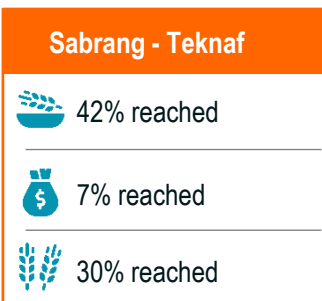 Sabrang - Teknaf
42% reached
$
7% reached
30% reached